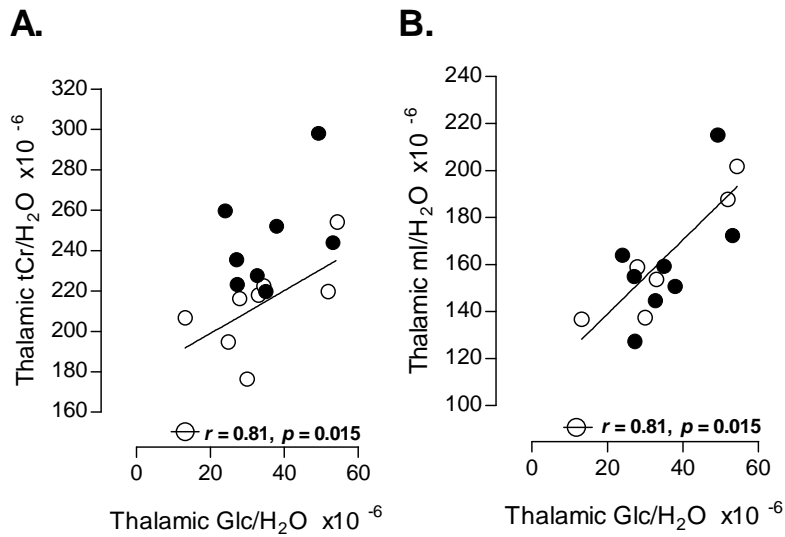 A.
Thalamic tCr/H2O x10 -6
320
300
280
260
240
220
200
180
160
r = 0.81, p = 0.015
0 20 40 60
Thalamic Glc/H2O x10 -6
B.
Thalamic mI/H2O x10 -6
240
220
200
180
160
140
120
100
r = 0.81, p = 0.015
0 20 40 60
Thalamic Glc/H2O x10 -6